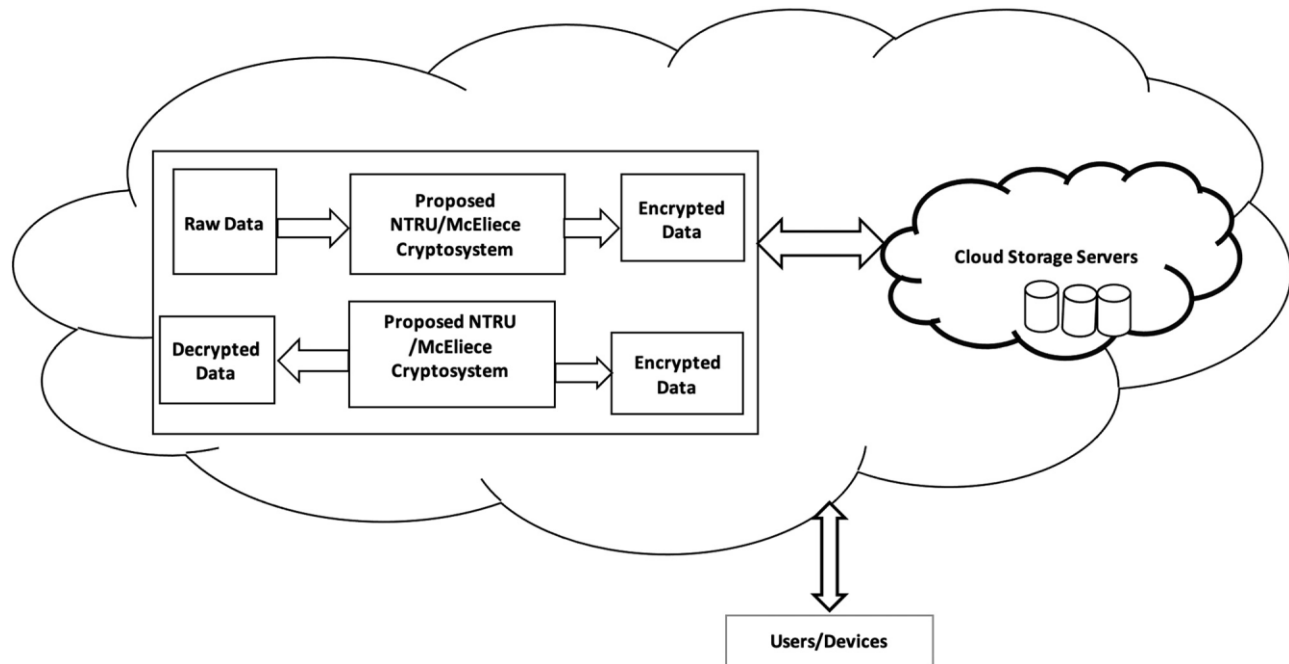 Raw Data
Proposed
NTRU/McEliece
Cryptosystem
Encrypted
Data
Cloud Storage Servers
Decrypted
Data
Proposed NTRU
/McEliece
Cryptosystem
Encrypted
Data
Users/Devices